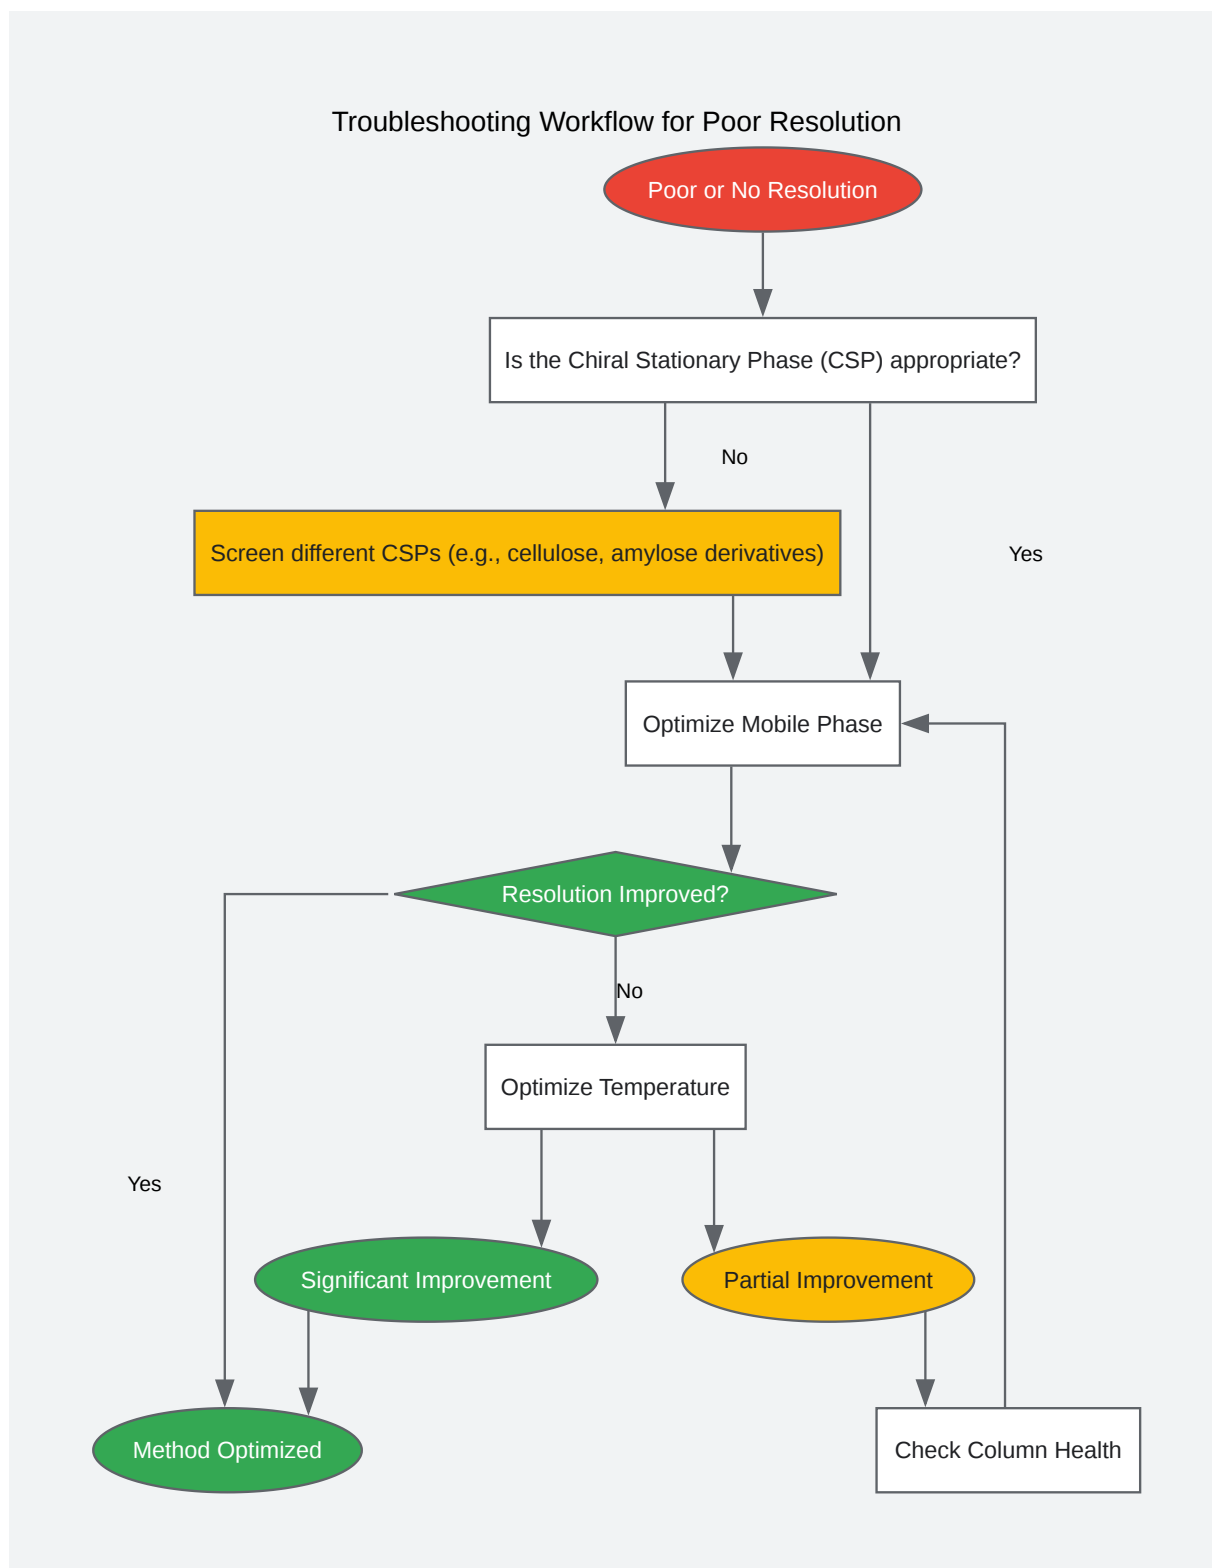 Troubleshooting Workflow for Poor Resolution
Poor or No Resolution
Is the Chiral Stationary Phase (CSP) appropriate?
No
Screen different CSPs (e.g., cellulose, amylose derivatives)
Yes
Optimize Mobile Phase
Resolution Improved?
No
Optimize Temperature
Yes
Significant Improvement
Partial Improvement
Method Optimized
Check Column Health